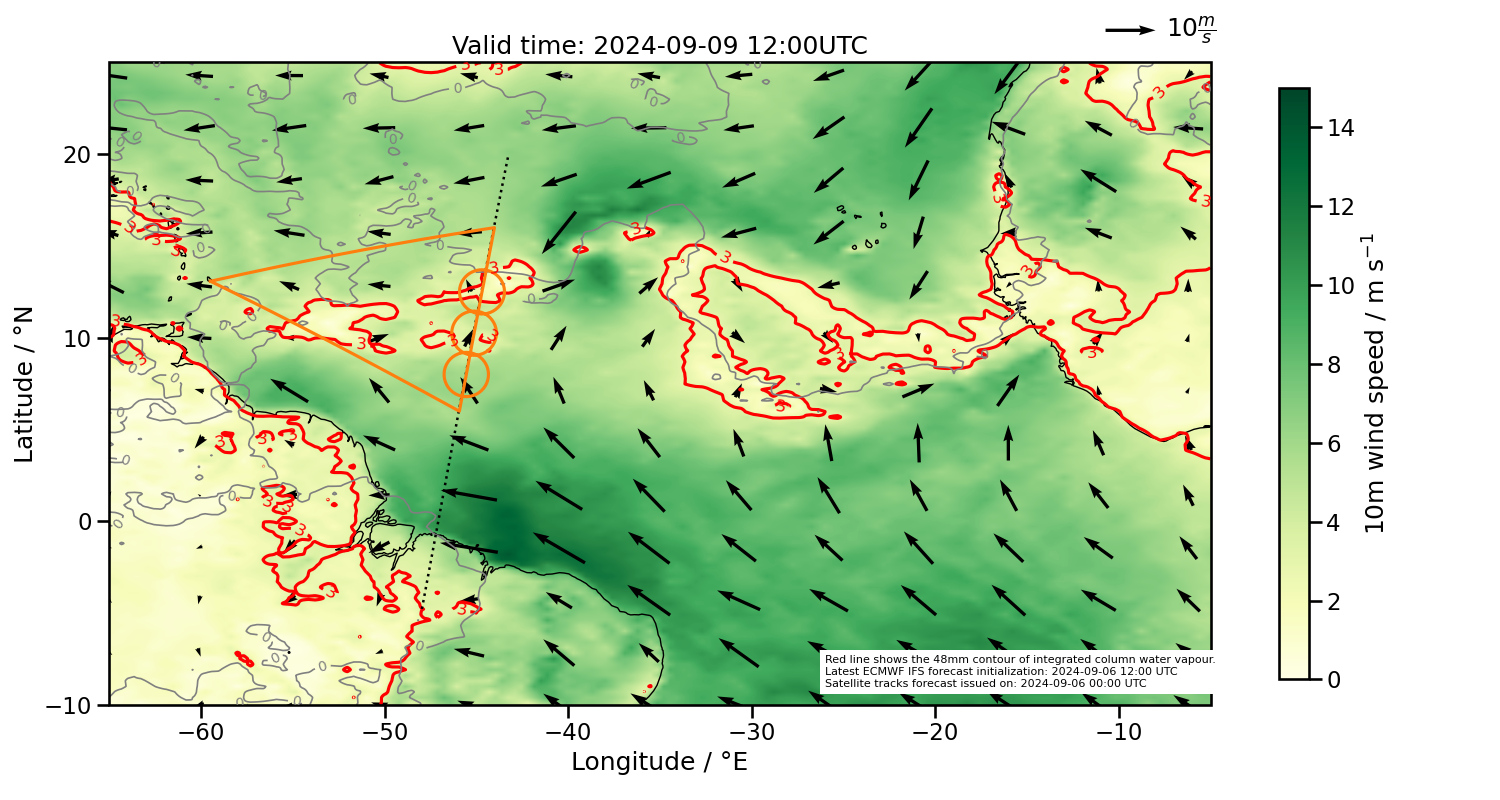 10 m/s
Valid time: 2024-09-09 12:00UTC
20
10
0
−10
Latitude / °N
−60
−50
−40
−30
−20
−10
Longitude / °E
14
12
10
8
6
4
2
0
10m wind speed / m s⁻¹
Red line shows the 48mm contour of integrated column water vapour.
Latest ECMWF IFS forecast initialization: 2024-09-06 12:00 UTC
Satellite tracks forecast issued on: 2024-09-06 00:00 UTC